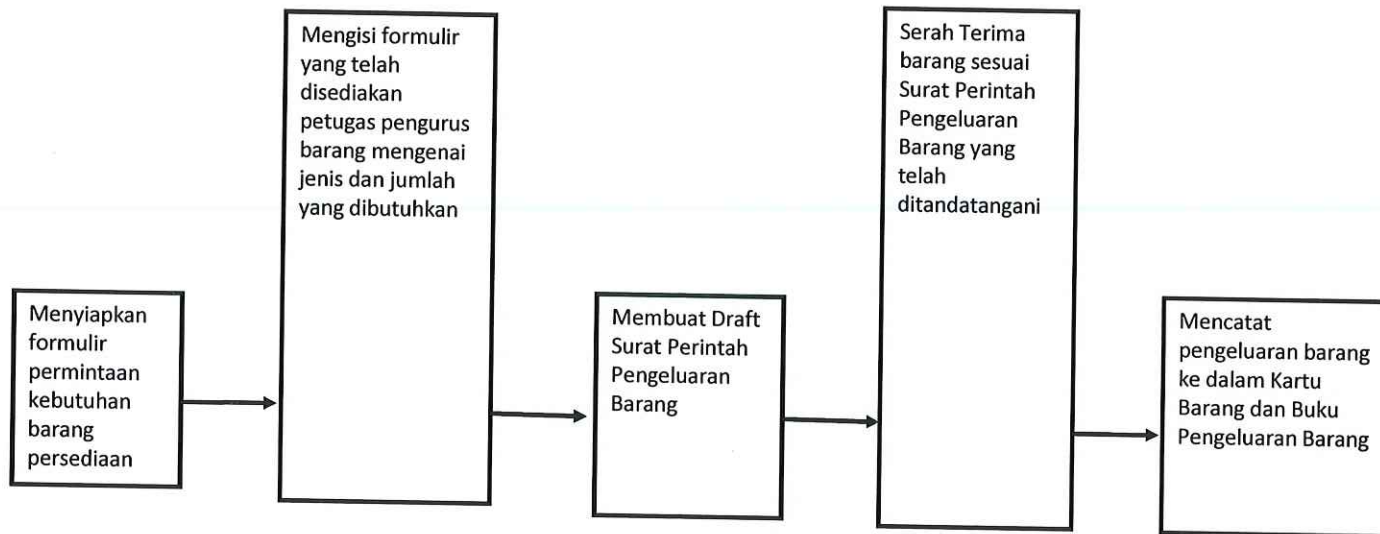 Menyiapkan
formulir
permintaan
kebutuhan
barang
persediaan
Mengisi formulir
yang telah
disediakan
petugas pengurus
barang mengenai
jenis dan jumlah
yang dibutuhkan
Membuat Draft
Surat Perintah
Pengeluaran
Barang
Serah Terima
barang sesuai
Surat Perintah
Pengeluaran
Barang yang
telah
ditandatangani
Mencatat
pengeluaran barang
ke dalam Kartu
Barang dan Buku
Pengeluaran Barang